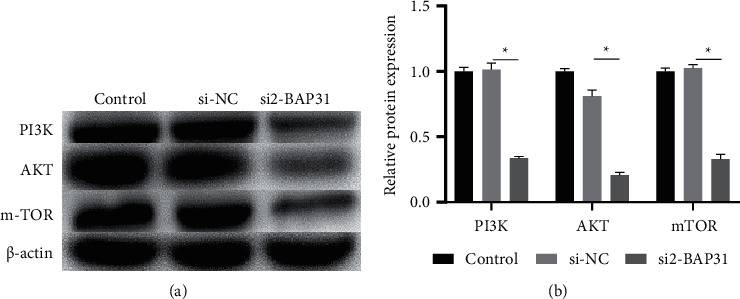 (a)
Control si-NC si2-BAP31
PI3K
AKT
m-TOR
β-actin
(b)
Relative protein expression
1.5
1.0
0.5
0.0
* * *
PI3K AKT mTOR
Control si-NC si2-BAP31